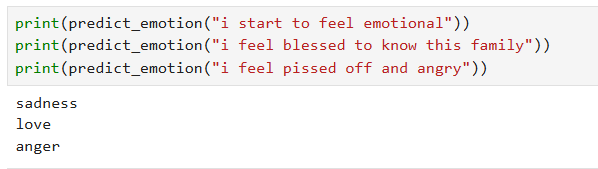 print(predict_emotion("i start to feel emotional"))
print(predict_emotion("i feel blessed to know this family"))
print(predict_emotion("i feel pissed off and angry"))
sadness
love
anger